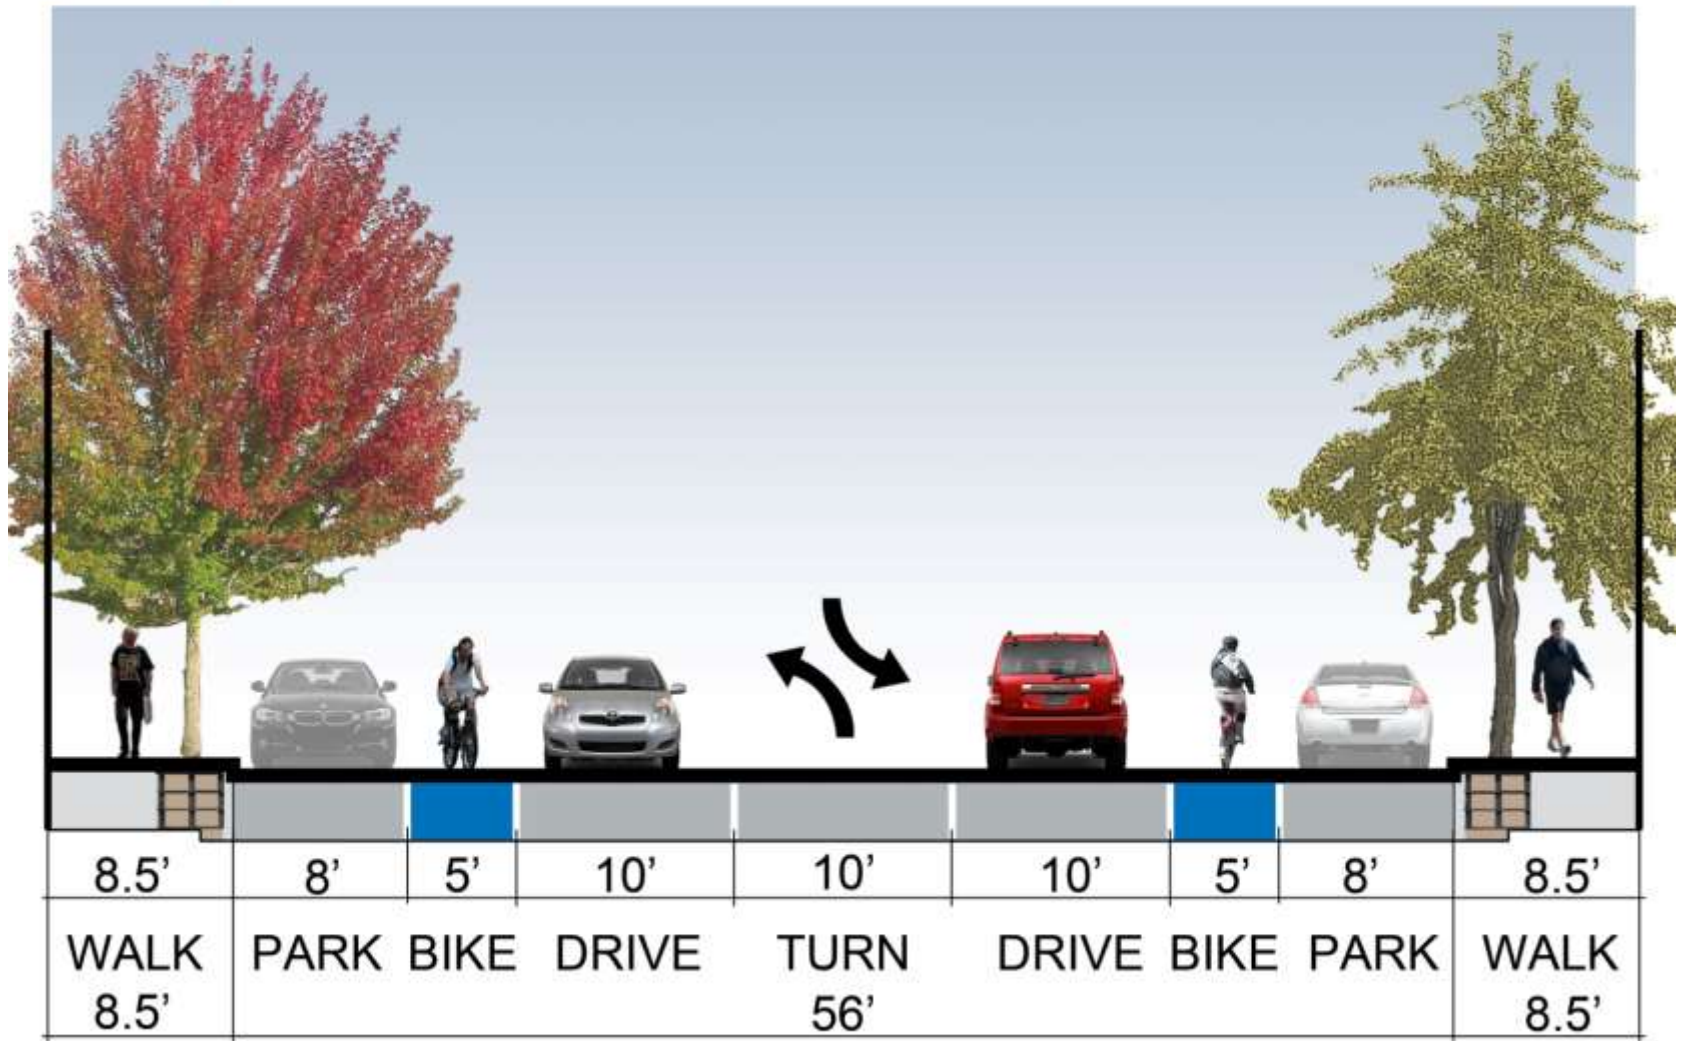 8.5’ 8’ 5’ 10’ 10’ 10’ 5’ 8’ 8.5’
WALK PARK BIKE DRIVE TURN DRIVE BIKE PARK WALK
8.5’ 56’ 8.5’